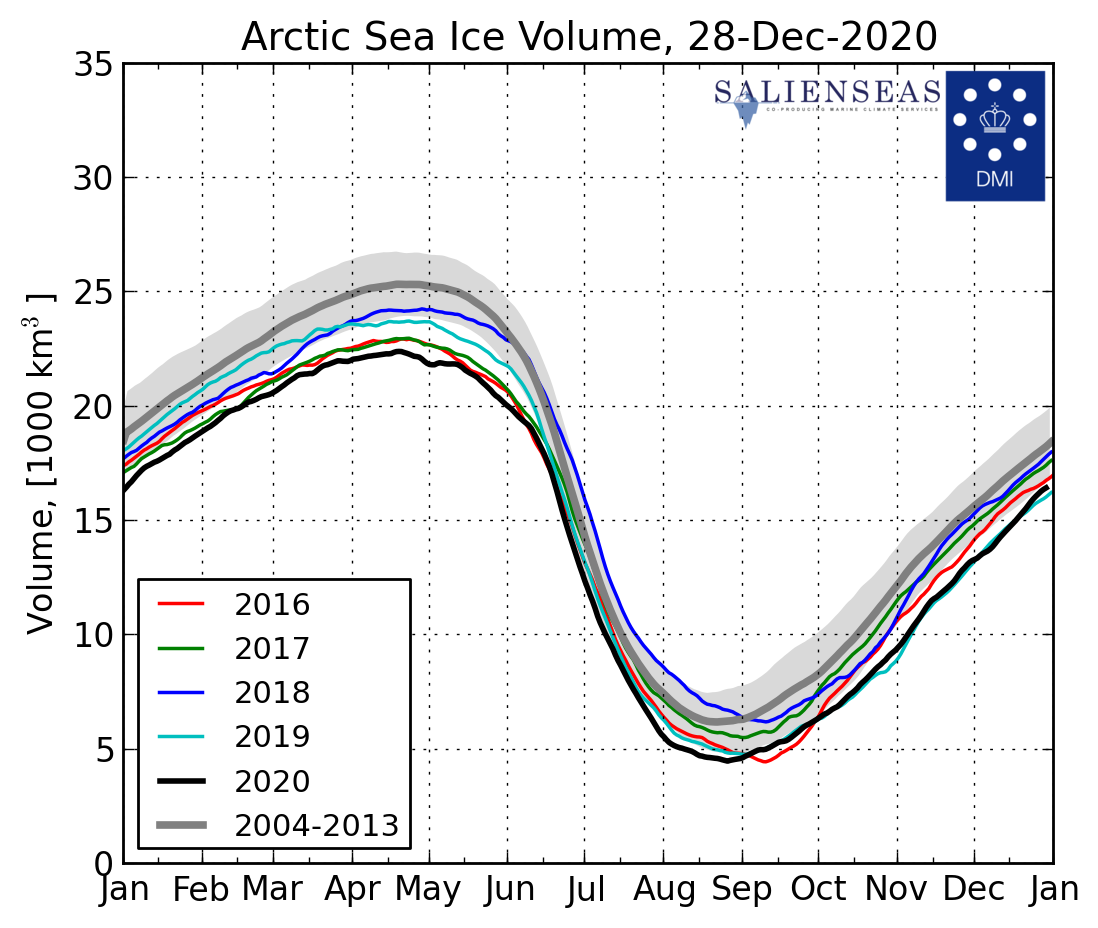 Arctic Sea Ice Volume, 28-Dec-2020
SALIENSEAS
CO-PRODUCING MARINE CLIMATE SERVICES
DMI
Volume, [1000 km³ ]
35
30
25
20
15
10
5
0
2016
2017
2018
2019
2020
2004-2013
Jan Feb Mar Apr May Jun Jul Aug Sep Oct Nov Dec Jan